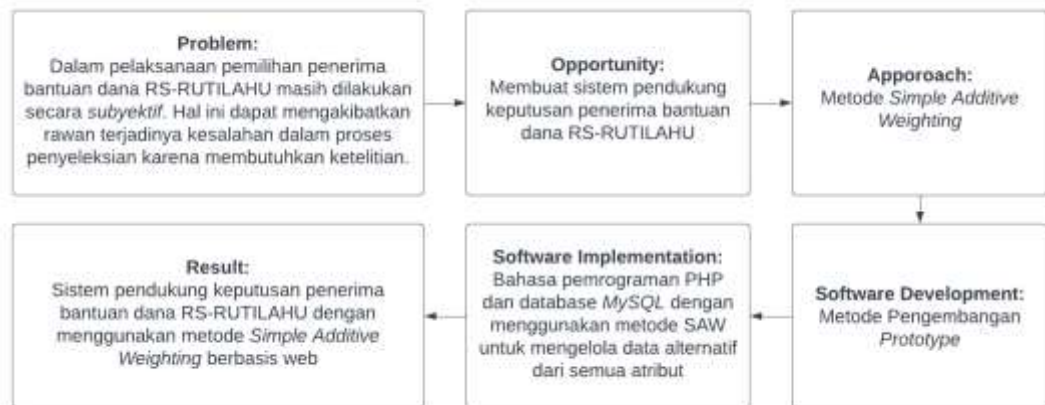 Problem:
Dalam pelaksanaan pemilihan penerima
bantuan dana RS-RUTILAHU masih dilakukan
secara subyektif. Hal ini dapat mengakibatkan
rawan terjadinya kesalahan dalam proses
penyeleksian karena membutuhkan ketelitian.
Opportunity:
Membuat sistem pendukung
keputusan penerima bantuan
dana RS-RUTILAHU
Apporoach:
Metode Simple Additive
Weighting
Software Development:
Metode Pengembangan
Prototype
Software Implementation:
Bahasa pemrograman PHP
dan database MySQL dengan
menggunakan metode SAW
untuk mengelola data alternatif
dari semua atribut
Result:
Sistem pendukung keputusan penerima
bantuan dana RS-RUTILAHU dengan
menggunakan metode Simple Additive
Weighting berbasis web